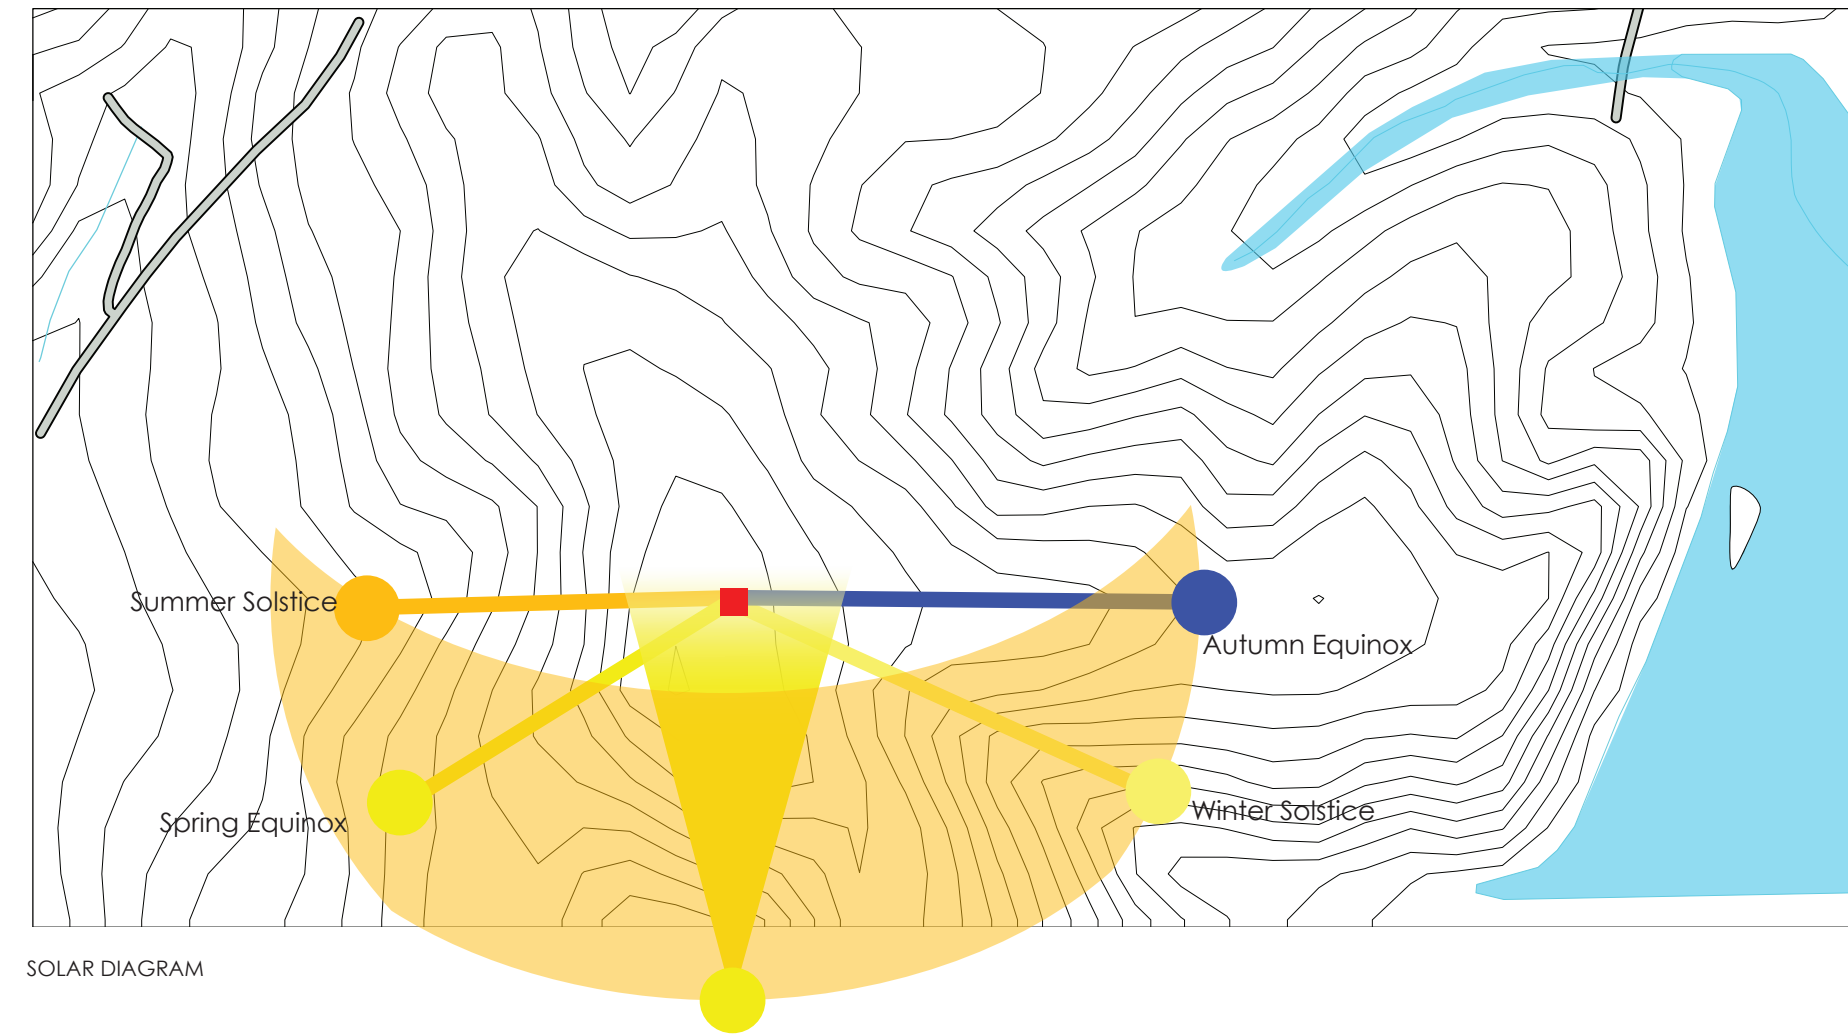 Summer Solstice
Autumn Equinox
Winter Solstice
Spring Equinox
SOLAR DIAGRAM